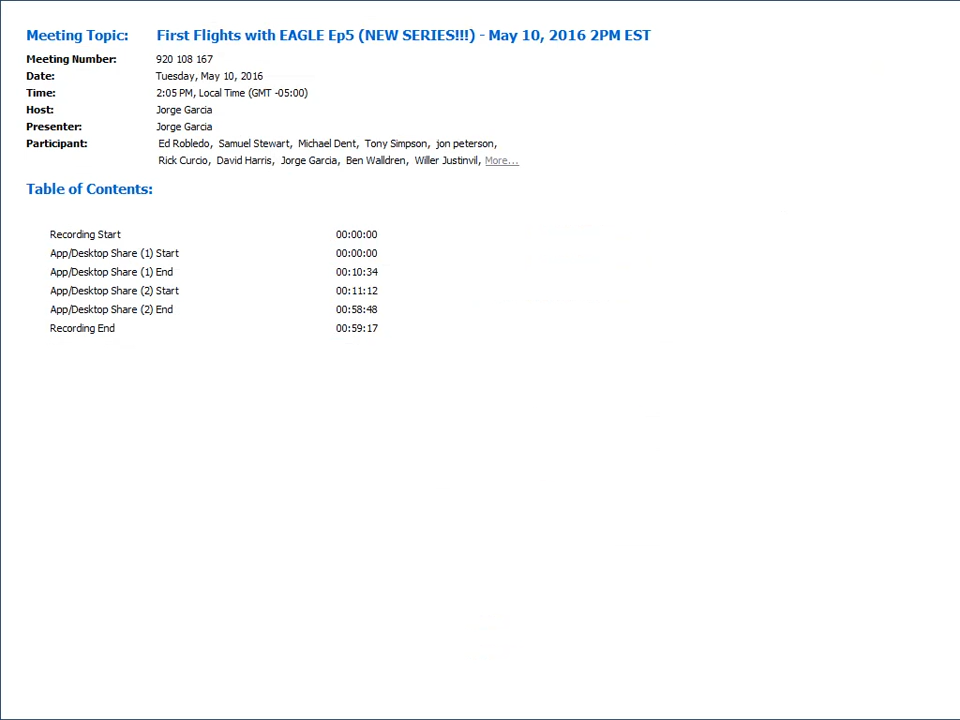 Meeting Topic: First Flights with EAGLE Ep5 (NEW SERIES!!!) - May 10, 2016 2PM EST
Meeting Number: 920 108 167
Date: Tuesday, May 10, 2016
Time: 2:05 PM, Local Time (GMT -05:00)
Host: Jorge Garcia
Presenter: Jorge Garcia
Participant: Ed Robledo, Samuel Stewart, Michael Dent, Tony Simpson, jon peterson,
Rick Curcio, David Harris, Jorge Garcia, Ben Walldren, Willer Justinvil, More...
Table of Contents:
Recording Start 00:00:00
App/Desktop Share (1) Start 00:00:00
App/Desktop Share (1) End 00:10:34
App/Desktop Share (2) Start 00:11:12
App/Desktop Share (2) End 00:58:48
Recording End 00:59:17